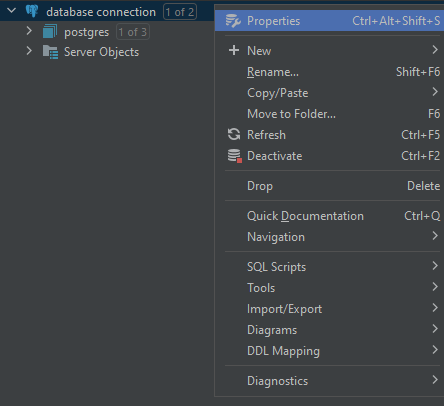 database connection 1 of 2
postgres 1 of 3
Server Objects
Properties Ctrl+Alt+Shift+S
New
Rename... Shift+F6
Copy/Paste
Move to Folder... F6
Refresh Ctrl+F5
Deactivate Ctrl+F2
Drop Delete
Quick Documentation Ctrl+Q
Navigation
SQL Scripts
Tools
Import/Export
Diagrams
DDL Mapping
Diagnostics